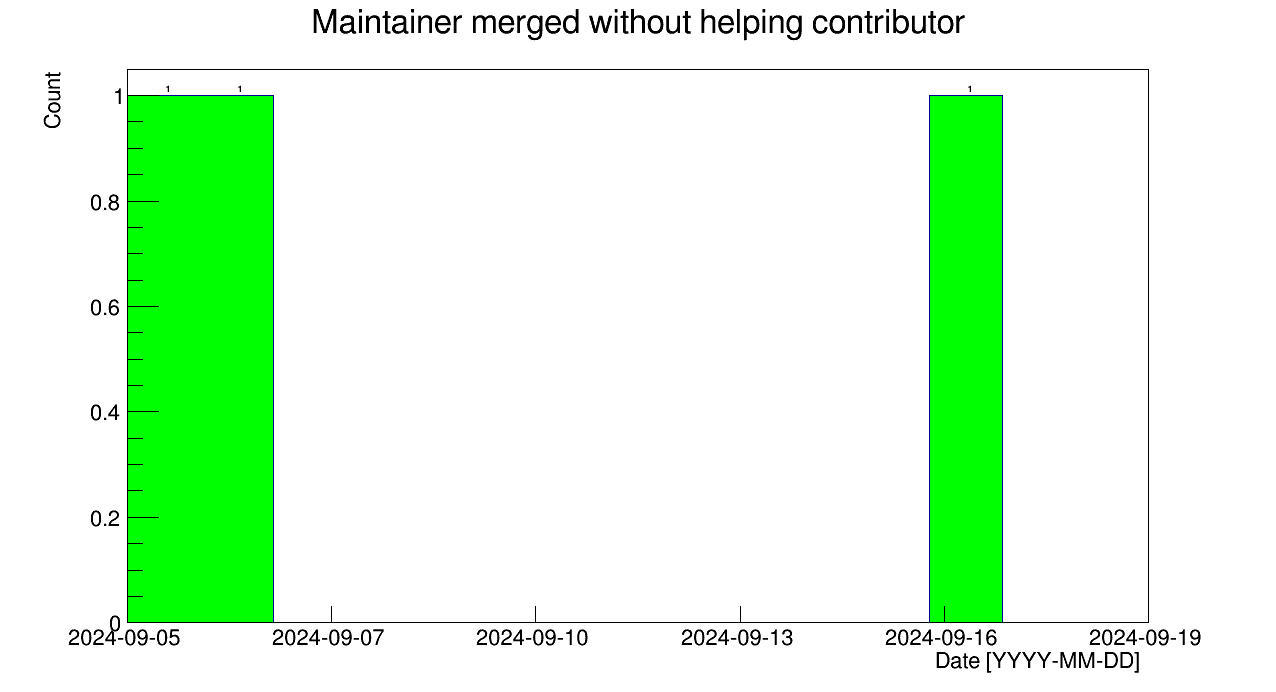 Maintainer merged without helping contributor
Count
1 1 1
1
0.8
0.6
0.4
0.2
0
2024-09-05 2024-09-07 2024-09-10 2024-09-13 2024-09-16 2024-09-19
Date [YYYY-MM-DD]